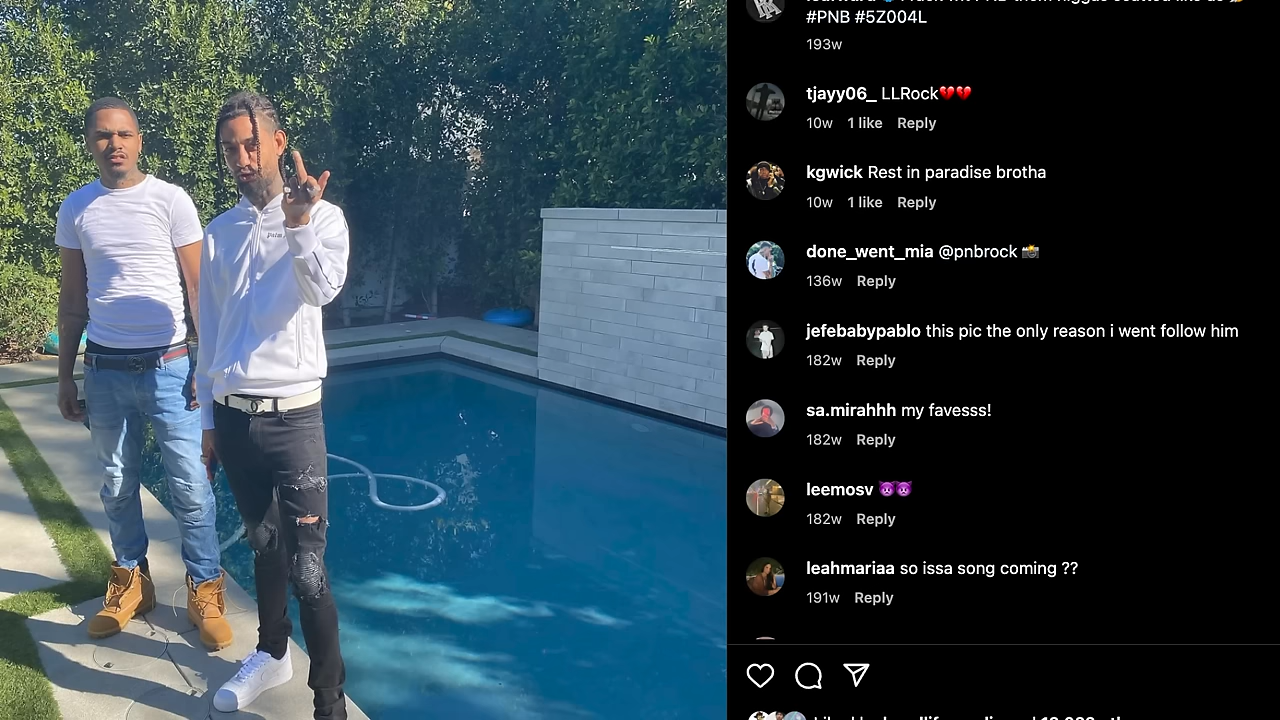 #PNB #5Z004L
193w
tjayy06_ LLRock💔💔
10w 1 like Reply
kgwick Rest in paradise brotha
10w 1 like Reply
done_went_mia @pnbrock 📸
136w Reply
jefebabypablo this pic the only reason i went follow him
182w Reply
sa.mirahhh my favesss!
182w Reply
leemosv 😈😈
182w Reply
leahmariaa so issa song coming ??
191w Reply